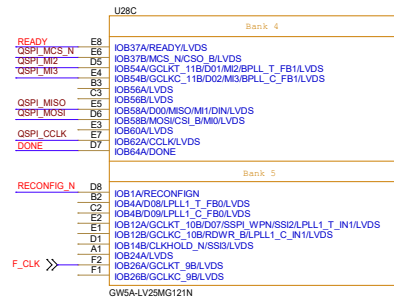 U28C
Bank 4
READY E8 IOB37A/READY/LVDS
QSPI_MCS_N E6 IOB37B/MCS_N/CSO_B/LVDS
QSPI_MI2 D5 IOB54A/GCLKT_11B/D01/MI2/BPLL_T_FB1/LVDS
QSPI_MI3 E4 IOB54B/GCLKC_11B/D02/MI3/BPLL_C_FB1/LVDS
B3 IOB56A/LVDS
C3 IOB56B/LVDS
QSPI_MISO E5 IOB58A/D00/MISO/MI1/DIN/LVDS
QSPI_MOSI D6 IOB58B/MOSI/CSI_B/MI0/LVDS
E3 IOB60A/LVDS
QSPI_CCLK E7 IOB62A/CCLK/LVDS
DONE D7 IOB64A/DONE
Bank 5
RECONFIG_N D8 IOB1A/RECONFIGN
B2 IOB4A/D08/LPLL1_T_FB0/LVDS
C2 IOB4B/D09/LPLL1_C_FB0/LVDS
E2 IOB12A/GCLKT_10B/D07/SSPI_WPN/SSI2/LPLL1_T_IN1/LVDS
E1 IOB12B/GCLKC_10B/RDWR_B/LPLL1_C_IN1/LVDS
D1 IOB14B/CLKHOLD_N/SSI3/LVDS
A1 IOB24A/LVDS
F_CLK F2 IOB26A/GCLKT_9B/LVDS
F1 IOB26B/GCLKC_9B/LVDS
GW5A-LV25MG121N